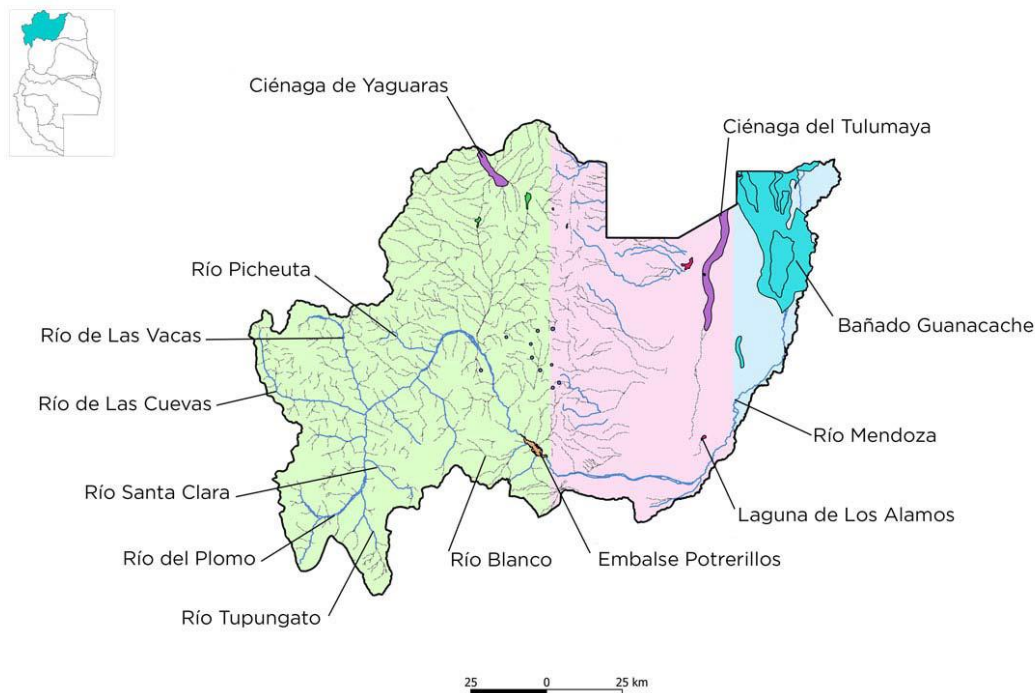 Ciénaga de Yaguaras
Ciénaga del Tulumaya
Río Picheuta
Río de Las Vacas
Bañado Guanacache
Río de Las Cuevas
Río Mendoza
Río Santa Clara
Laguna de Los Alamos
Río del Plomo
Río Blanco
Embalse Potrerillos
Río Tupungato
25 0 25 km